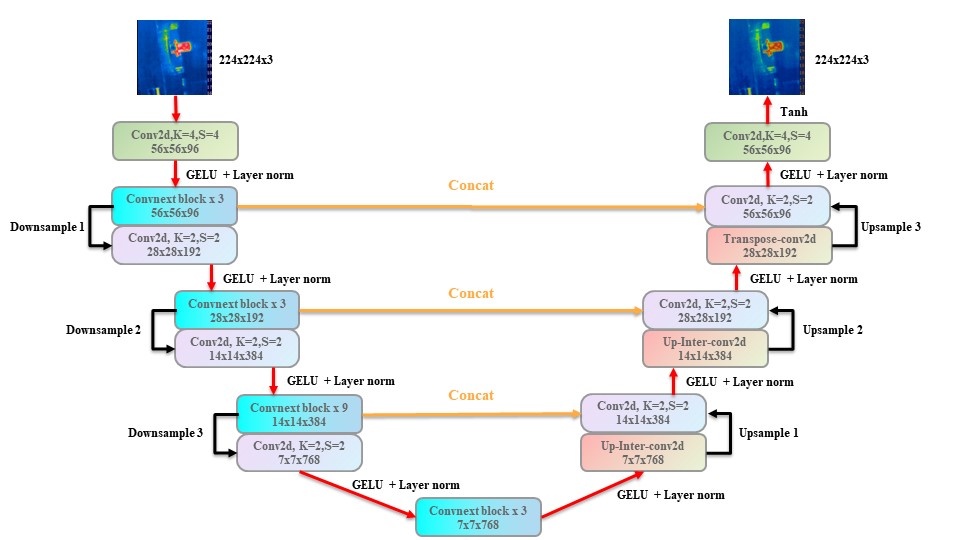 224x224x3
224x224x3
Tanh
Conv2d,K=4,S=4
56x56x96
Conv2d,K=4,S=4
56x56x96
GELU + Layer norm
GELU + Layer norm
Concat
Convnext block x 3
56x56x96
Conv2d, K=2,S=2
56x56x96
Downsample 1
Upsample 3
Conv2d, K=2,S=2
28x28x192
Transpose-conv2d
28x28x192
GELU + Layer norm
GELU + Layer norm
Concat
Convnext block x 3
28x28x192
Conv2d, K=2,S=2
28x28x192
Downsample 2
Upsample 2
Conv2d, K=2,S=2
14x14x384
Up-Inter-conv2d
14x14x384
GELU + Layer norm
GELU + Layer norm
Concat
Convnext block x 9
14x14x384
Conv2d, K=2,S=2
14x14x384
Downsample 3
Upsample 1
Conv2d, K=2,S=2
7x7x768
Up-Inter-conv2d
7x7x768
GELU + Layer norm
GELU + Layer norm
Convnext block x 3
7x7x768